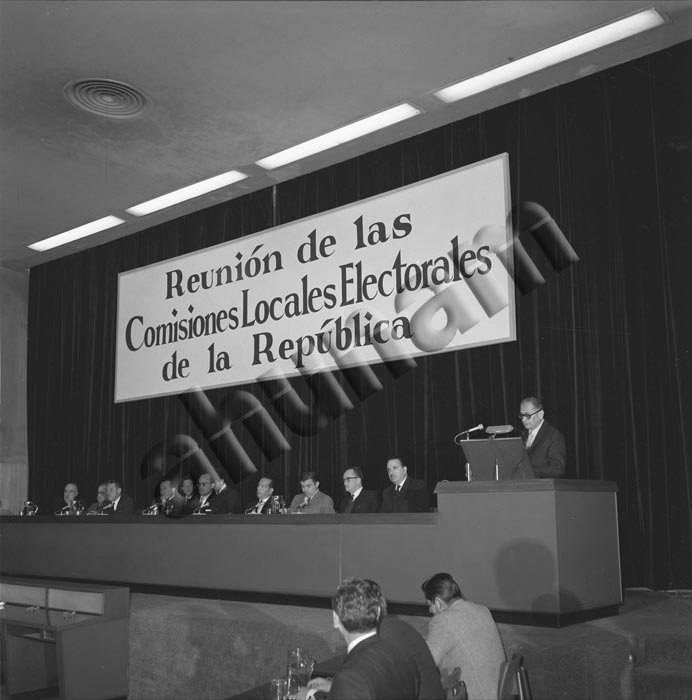 Reunión de las
Comisiones Locales Electorales
de la República
ahunam